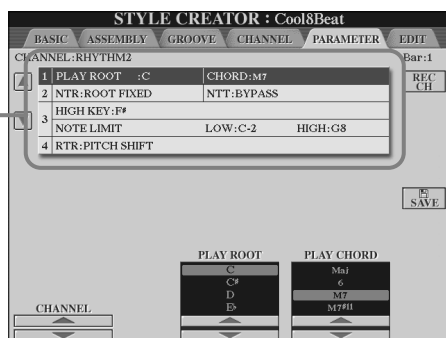 STYLE CREATOR : Cool8Beat
BASIC ASSEMBLY GROOVE CHANNEL PARAMETER EDIT
CHANNEL:RHYTHM2 Bar:1
1 PLAY ROOT :C CHORD:M7
REC
CH
2 NTR:ROOT FIXED NTT:BYPASS
3 HIGH KEY:F#
NOTE LIMIT LOW:C-2 HIGH:G8
4 RTR:PITCH SHIFT
SAVE
PLAY ROOT PLAY CHORD
C Maj
C# 6
D M7
E♭ M7#11
CHANNEL